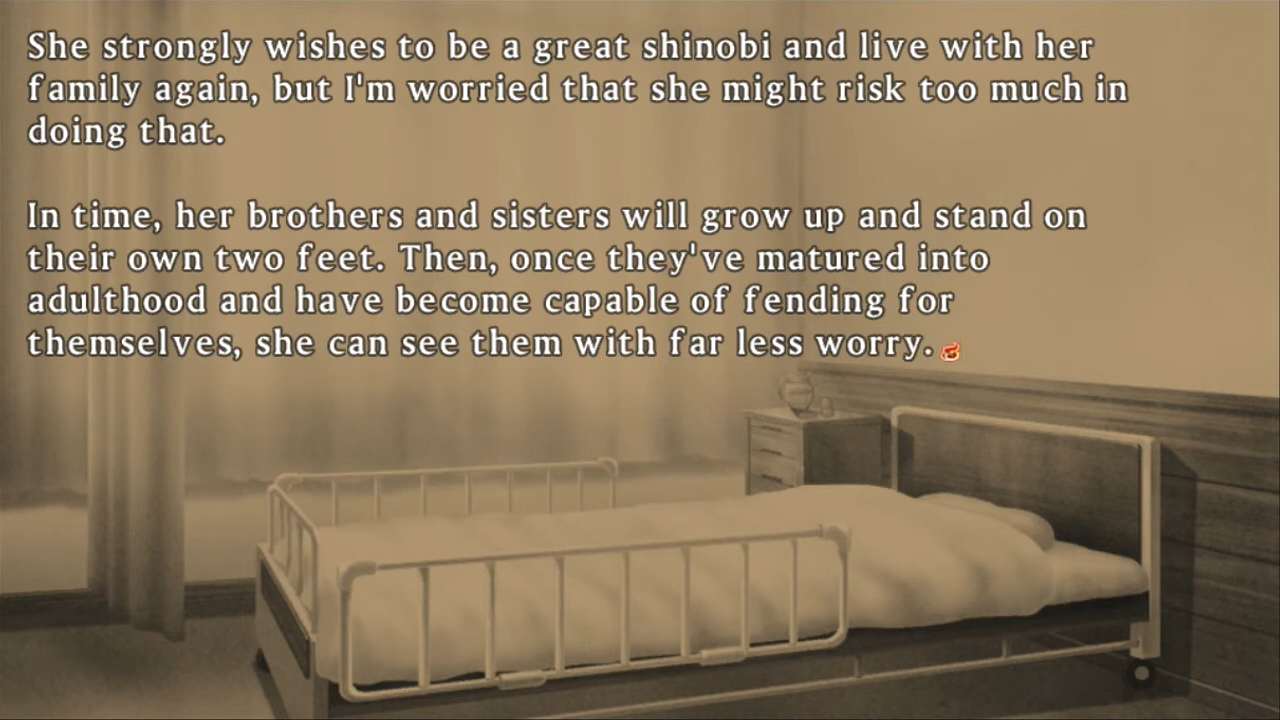 She strongly wishes to be a great shinobi and live with her
family again, but I'm worried that she might risk too much in
doing that.
In time, her brothers and sisters will grow up and stand on
their own two feet. Then, once they've matured into
adulthood and have become capable of fending for
themselves, she can see them with far less worry.